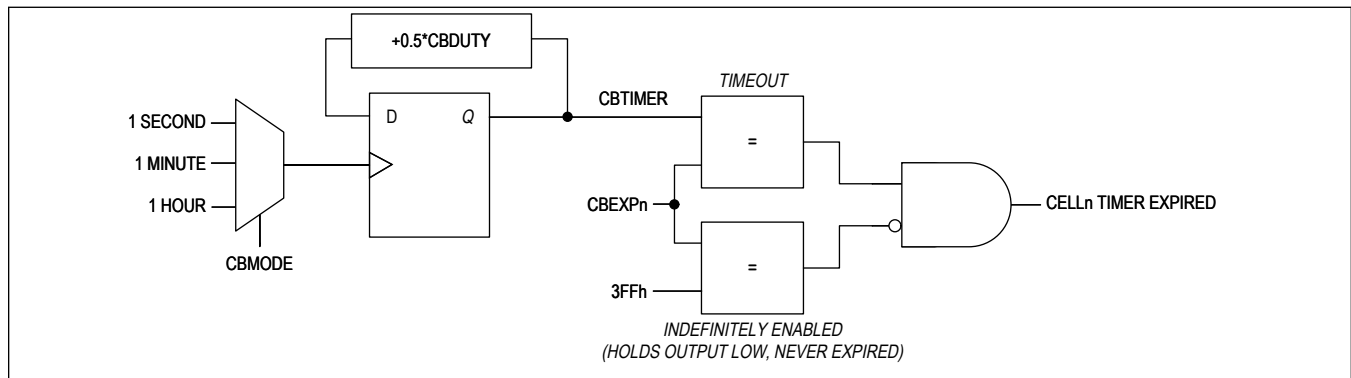 +0.5*CBDUTY
TIMEOUT
CBTIMER
D
Q
1 SECOND
1 MINUTE
1 HOUR
=
CBEXPn
CELLn TIMER EXPIRED
CBMODE
=
3FFh
INDEFINITELY ENABLED
(HOLDS OUTPUT LOW, NEVER EXPIRED)